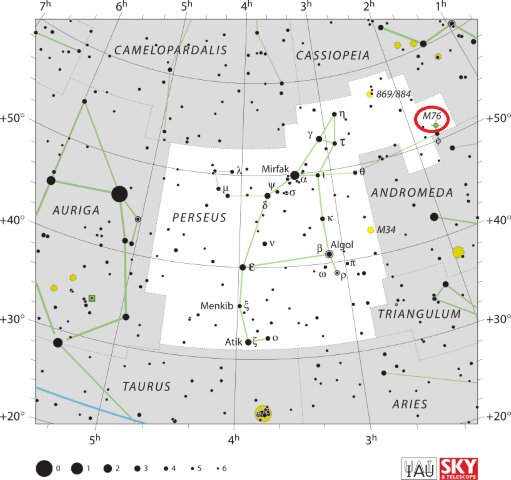 7h 6h 5h 4h 3h 2h 1h
CAMELOPARDALIS
CASSIOPEIA
869/884
M76
+50° +50°
η
γ
τ
φ
Mirfak λ α ι θ
μ ψ σ
δ
ANDROMEDA
AURIGA PERSEUS
κ
+40° +40°
M34
ν β Algol
ε π
ω ρ
Menkib ξ
TRIANGULUM
+30° +30°
Atik ζ ο
TAURUS
ARIES
+20° +20°
5h 4h 3h
0 1 2 3 4 5 6
IAU SKY
& TELESCOPE